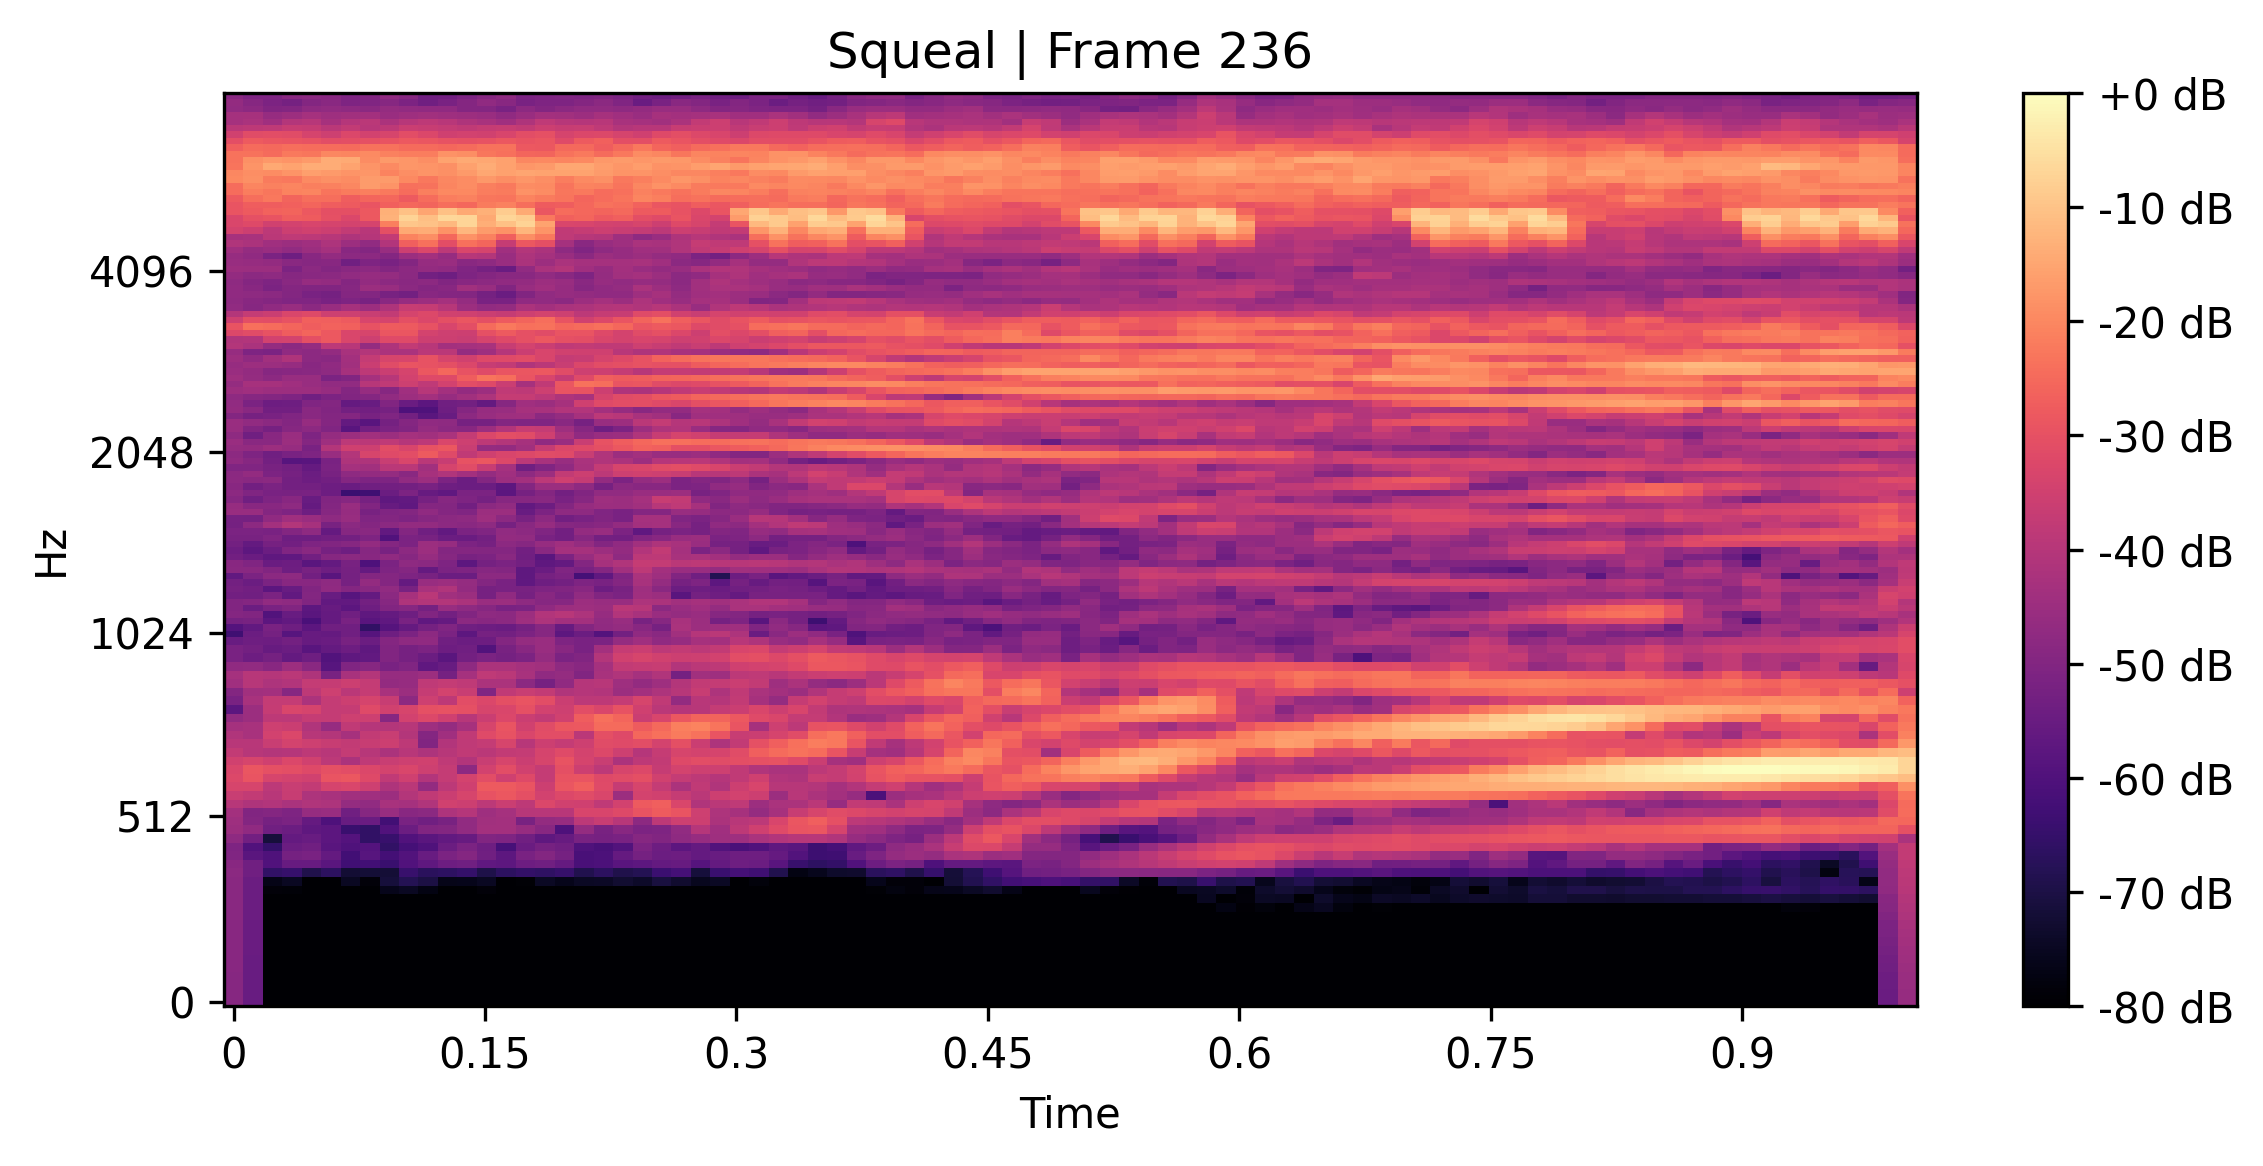 Squeal | Frame 236
+0 dB
-10 dB
-20 dB
-30 dB
-40 dB
-50 dB
-60 dB
-70 dB
-80 dB
Hz
4096
2048
1024
512
0
0 0.15 0.3 0.45 0.6 0.75 0.9
Time